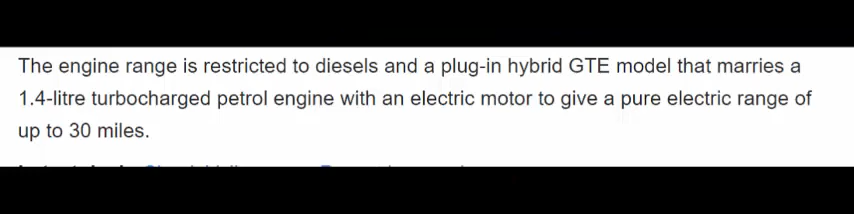 The engine range is restricted to diesels and a plug-in hybrid GTE model that marries a
1.4-litre turbocharged petrol engine with an electric motor to give a pure electric range of
up to 30 miles.